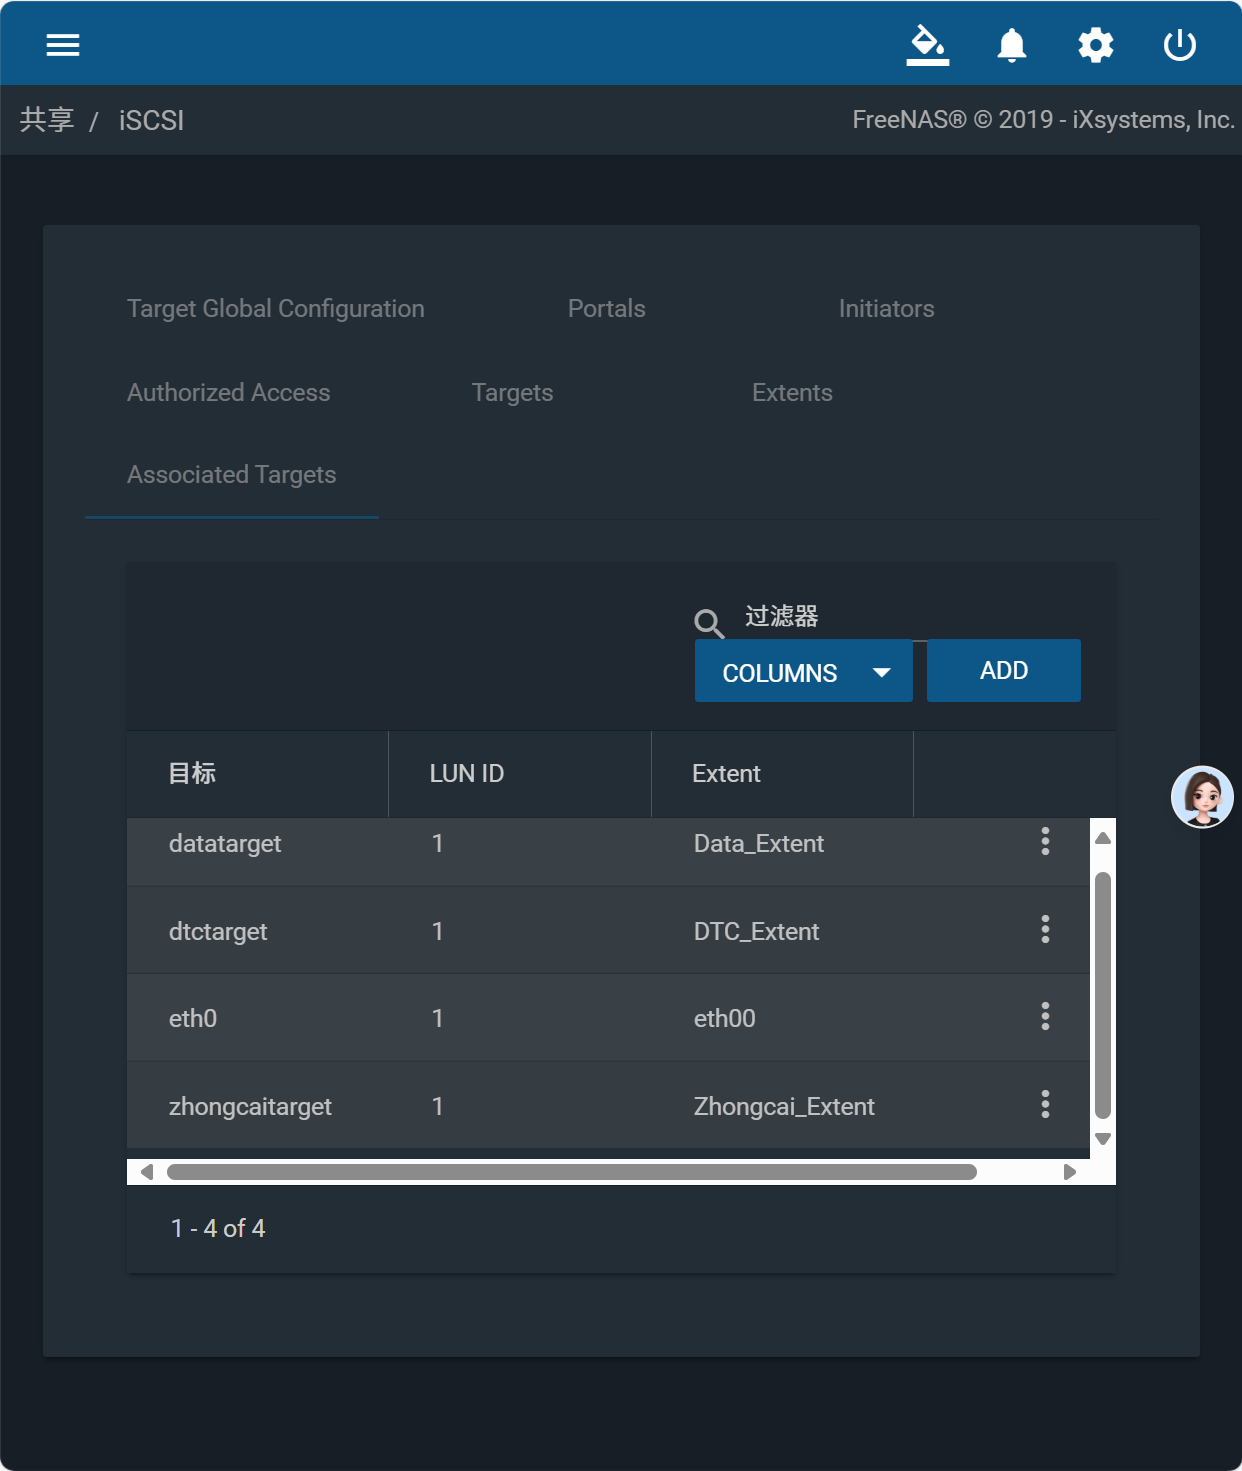 共享 / iSCSI
FreeNAS® © 2019 - iXsystems, Inc.
Target Global Configuration
Portals
Initiators
Authorized Access
Targets
Extents
Associated Targets
过滤器
COLUMNS
ADD
目标 LUN ID Extent
datatarget 1 Data_Extent
dtctarget 1 DTC_Extent
eth0 1 eth00
zhongcaitarget 1 Zhongcai_Extent
1 - 4 of 4